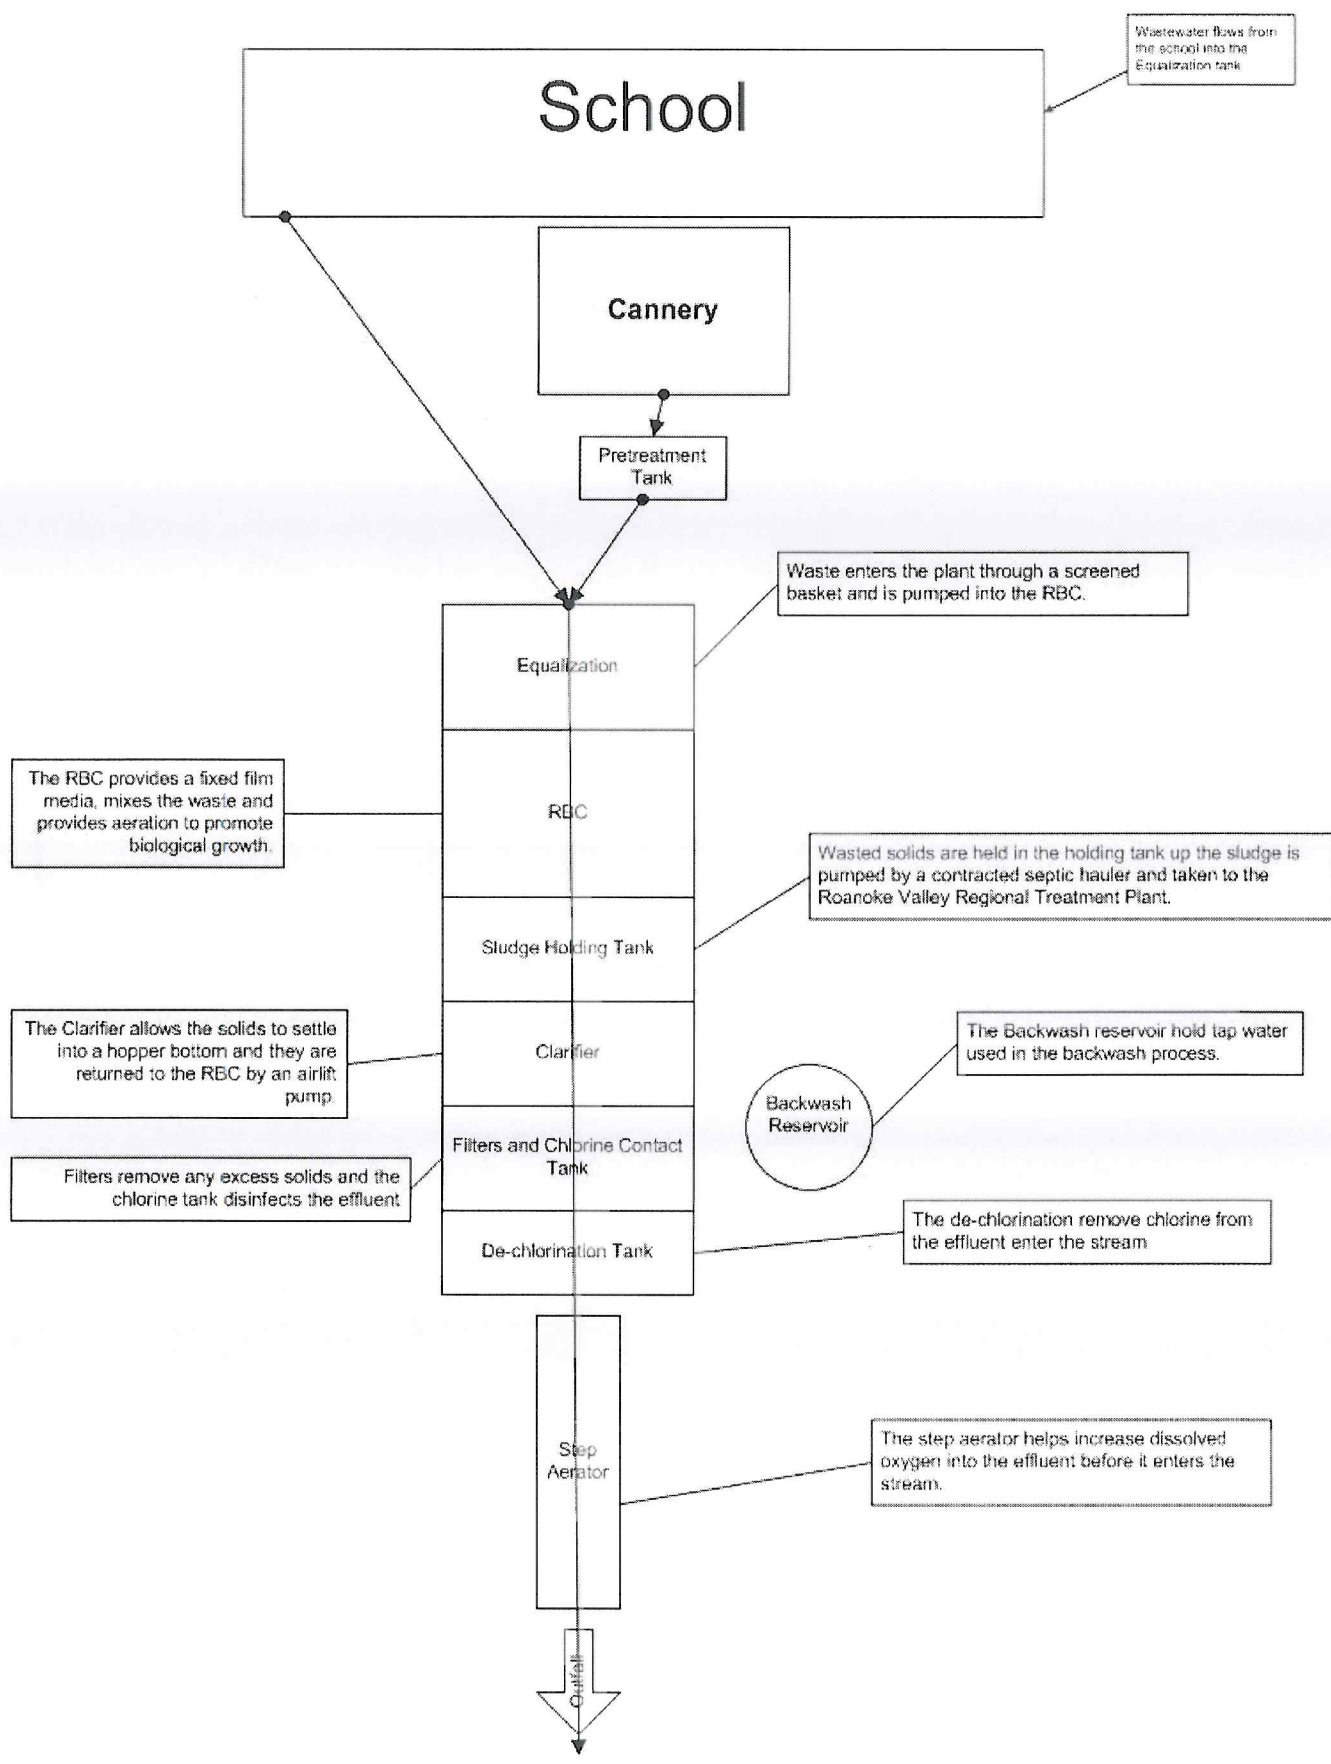 Wastewater flows from
the school into the
Equalization tank
School
Cannery
Pretreatment
Tank
Waste enters the plant through a screened
basket and is pumped into the RBC.
Equalization
The RBC provides a fixed film
media, mixes the waste and
provides aeration to promote
biological growth.
RBC
Wasted solids are held in the holding tank up the sludge is
pumped by a contracted septic hauler and taken to the
Roanoke Valley Regional Treatment Plant.
Sludge Holding Tank
The Clarifier allows the solids to settle
into a hopper bottom and they are
returned to the RBC by an airlift
pump.
Clarifier
The Backwash reservoir hold tap water
used in the backwash process.
Backwash
Reservoir
Filters and Chlorine Contact
Tank
Filters remove any excess solids and the
chlorine tank disinfects the effluent
De-chlorination Tank
The de-chlorination remove chlorine from
the effluent enter the stream
Step
Aerator
The step aerator helps increase dissolved
oxygen into the effluent before it enters the
stream.
Outfall